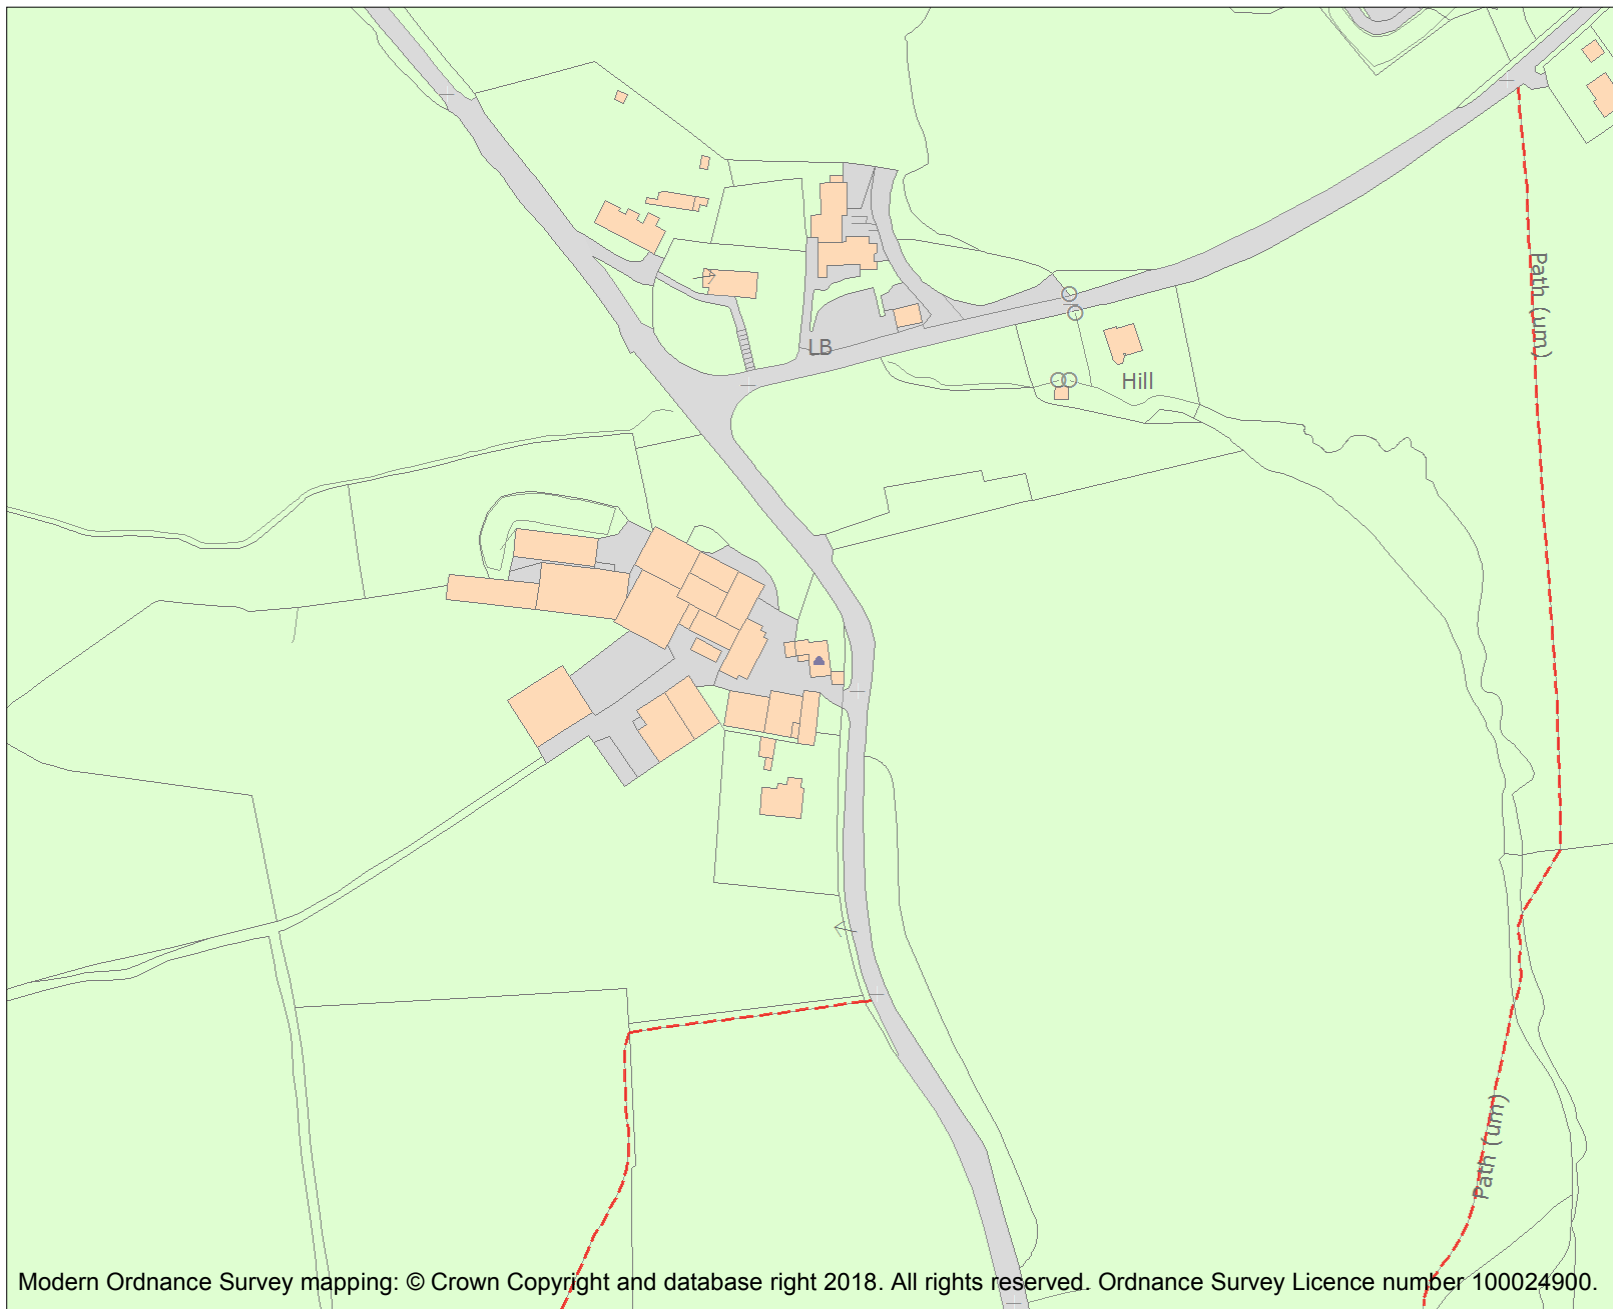 Path (um)
LB
Hill
Path (um)
Modern Ordnance Survey mapping: © Crown Copyright and database right 2018. All rights reserved. Ordnance Survey Licence number 100024900.